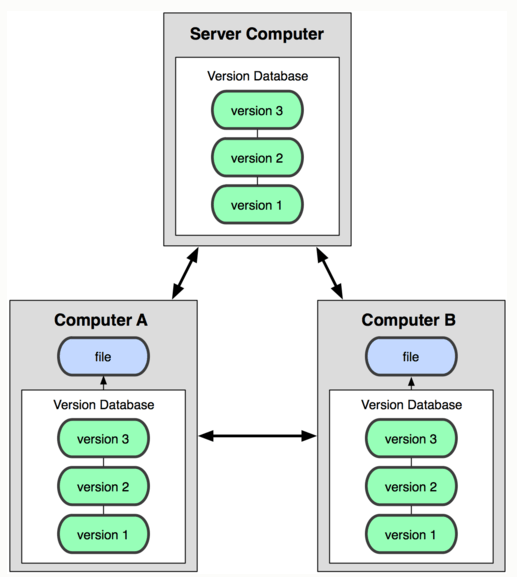 Server Computer
Version Database
version 3
version 2
version 1
Computer A
file
Version Database
version 3
version 2
version 1
Computer B
file
Version Database
version 3
version 2
version 1